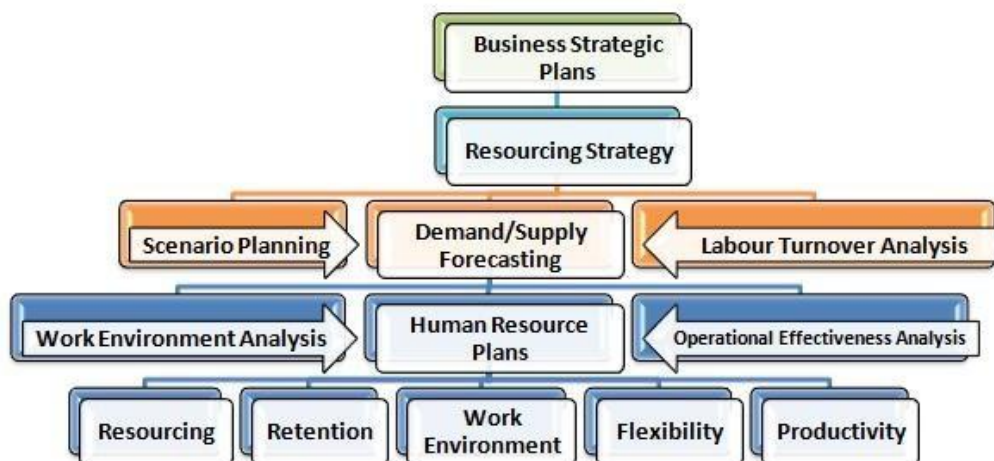 Business Strategic
Plans
Resourcing Strategy
Scenario Planning
Demand/Supply
Forecasting
Labour Turnover Analysis
Work Environment Analysis
Human Resource
Plans
Operational Effectiveness Analysis
Resourcing
Retention
Work
Environment
Flexibility
Productivity